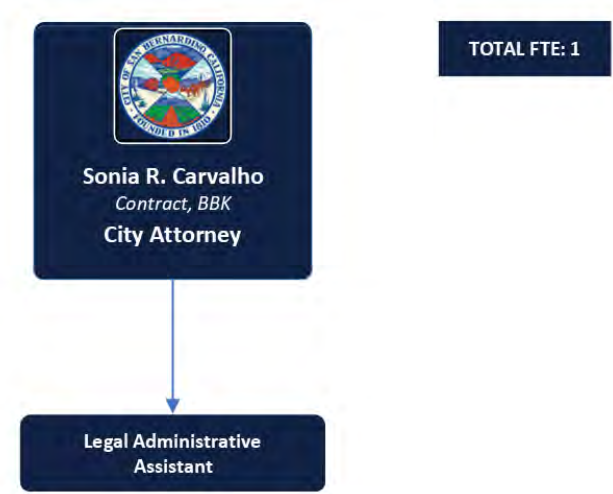 CITY OF SAN BERNARDINO CALIFORNIA
FOUNDED IN 1810
TOTAL FTE: 1
Sonia R. Carvalho
Contract, BBK
City Attorney
Legal Administrative
Assistant